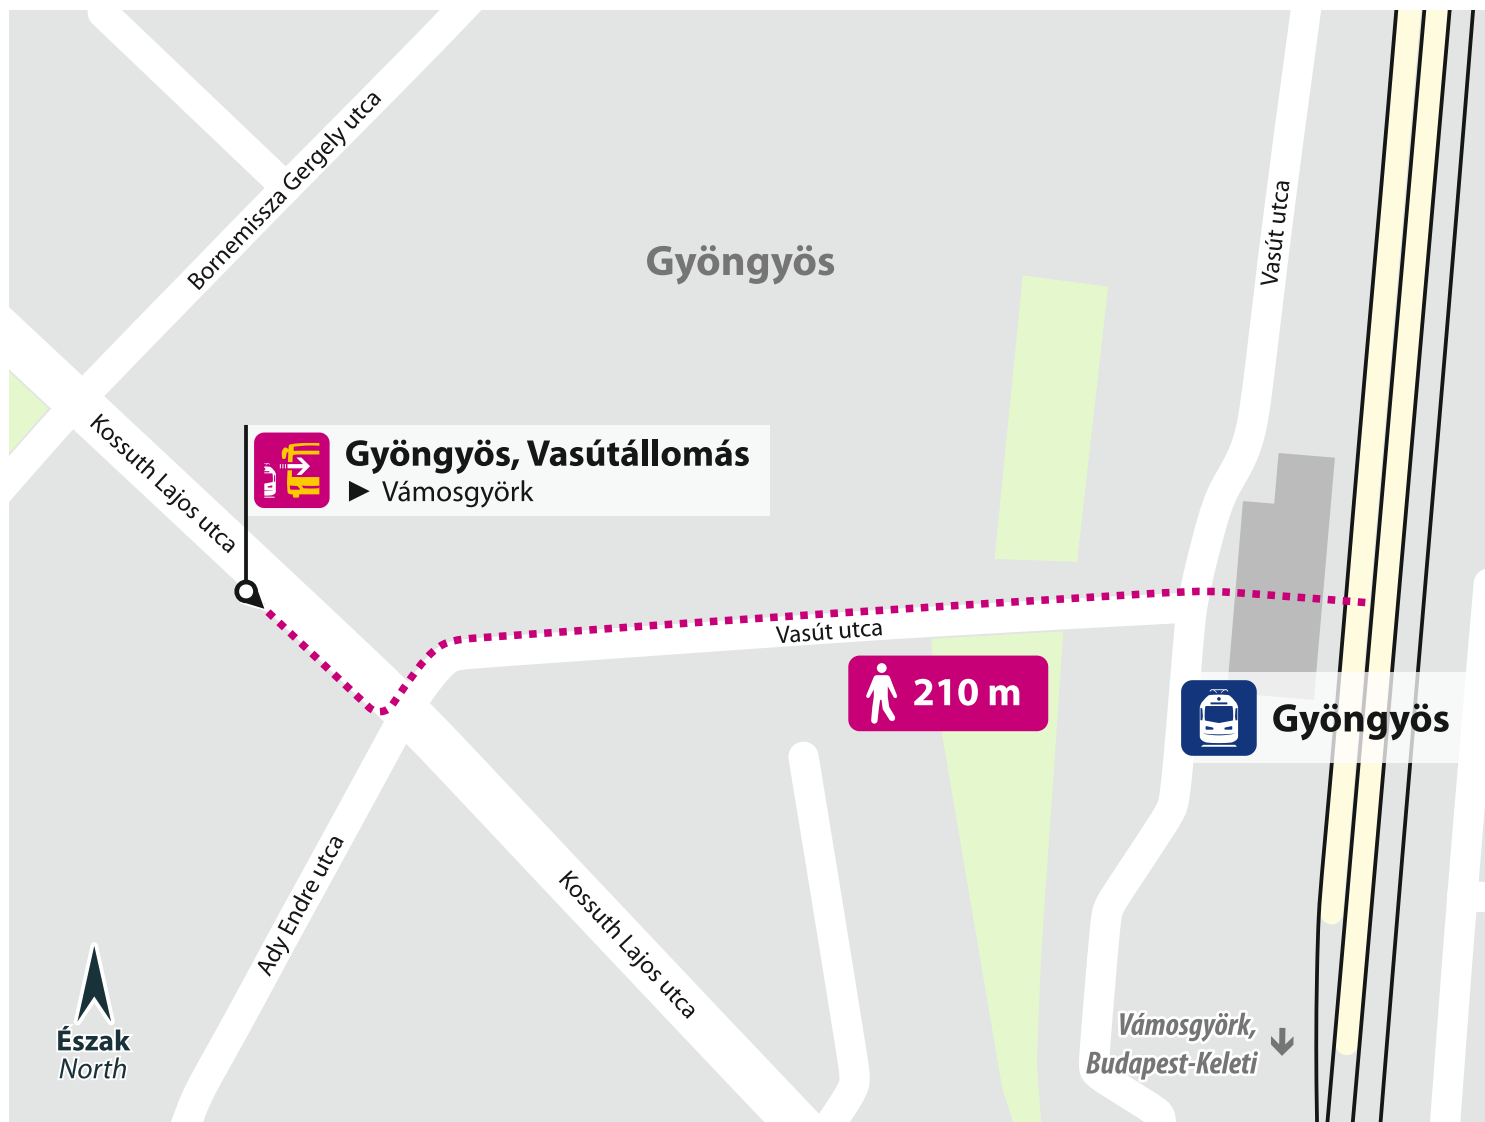 Bornemissza Gergely utca
Vasút utca
Gyöngyös
Kossuth Lajos utca
Gyöngyös, Vasútállomás
► Vámosgyörk
Vasút utca
210 m
Gyöngyös
Ady Endre utca
Kossuth Lajos utca
Észak
North
Vámosgyörk,
Budapest-Keleti